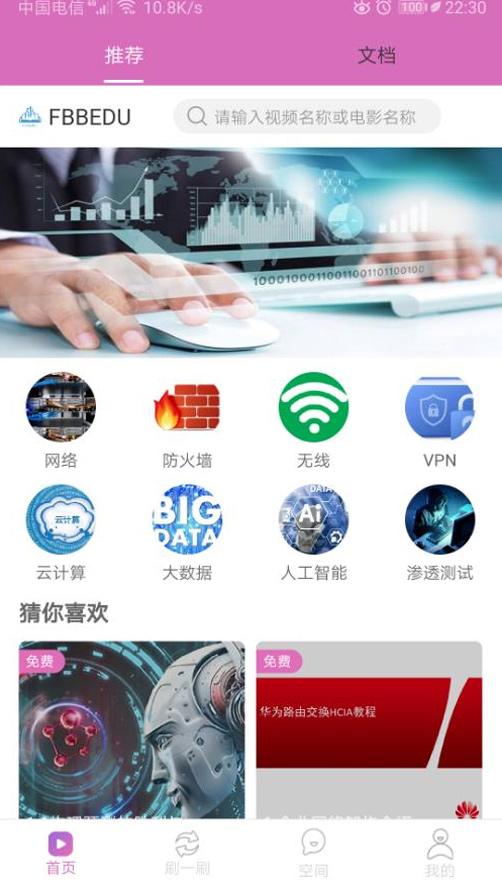 中国电信 46 10.8K/s 100 22:30
推荐 文档
FBBEDU 请输入视频名称或电影名称
10001000110011001101100100
网络 防火墙 无线 VPN
云计算
BIG DATA
DATA
Ai
云计算 大数据 人工智能 渗透测试
猜你喜欢
免费 免费
华为路由交换HCIA教程
首页 刷一刷 空间 我的